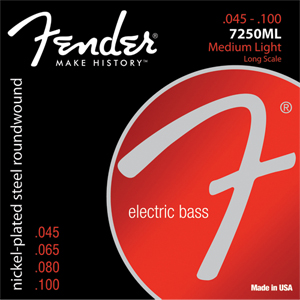 Fender
MAKE HISTORY™
.045 - .100
7250ML
Medium Light
Long Scale
nickel-plated steel roundwound
F®
electric bass
.045
.065
.080
.100
Made in USA